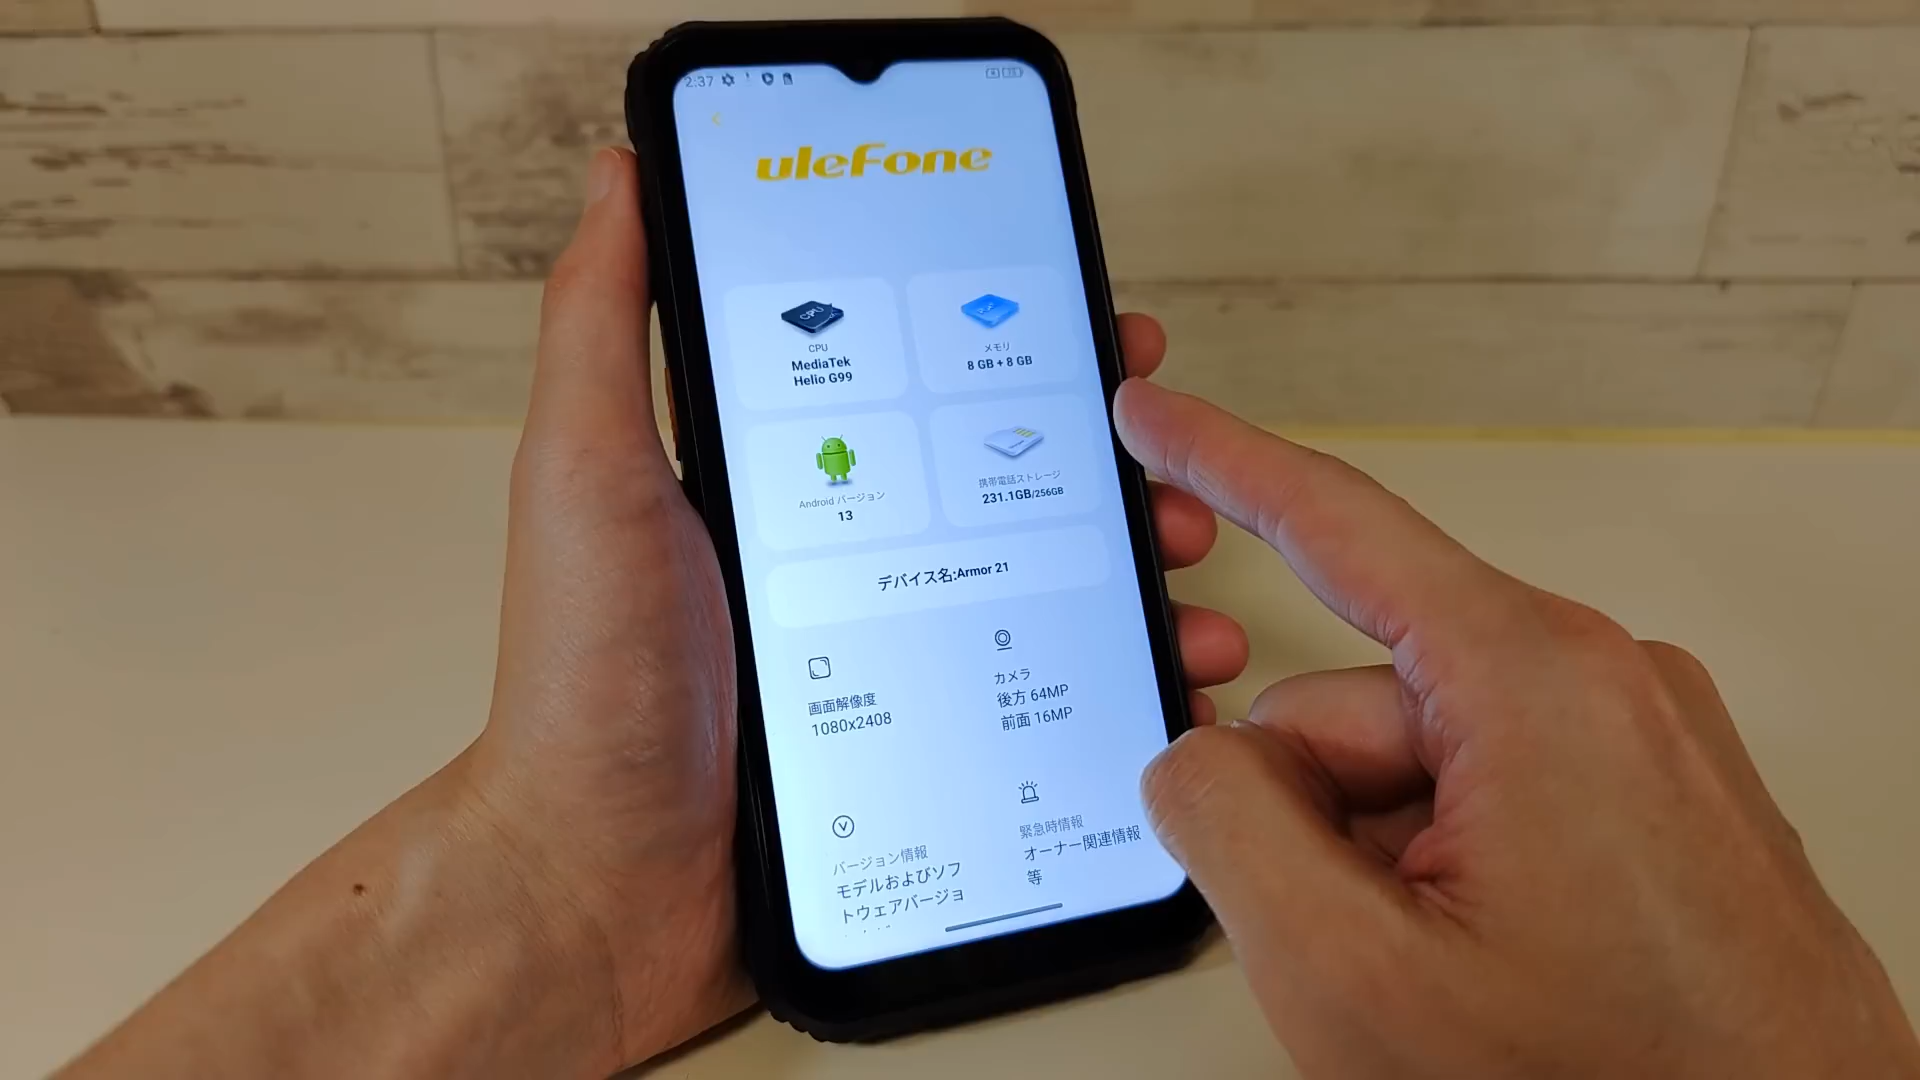 2:37
ulefone
CPU
CPU
MediaTek
Helio G99
メモリ
8 GB + 8 GB
Android バージョン
13
携帯電話ストレージ
231.1GB/256GB
デバイス名:Armor 21
画面解像度
1080x2408
カメラ
後方 64MP
前面 16MP
バージョン情報
モデルおよびソフ
トウェアバージョ
緊急時情報
オーナー関連情報
等